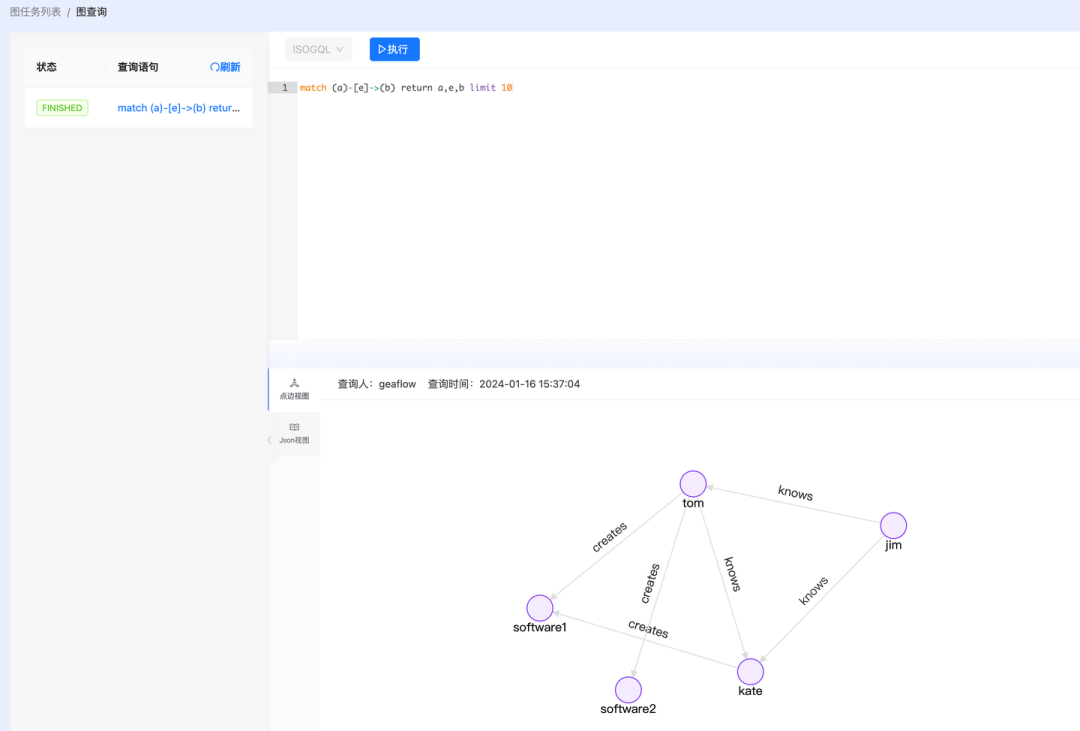 图任务列表 / 图查询
状态 查询语句 刷新
FINISHED match (a)-[e]->(b) retur...
ISOGQL 执行
1 match (a)-[e]->(b) return a,e,b limit 10
点边视图
Json视图
查询人：geaflow 查询时间：2024-01-16 15:37:04
tom
knows
jim
creates
creates
knows
knows
software1
creates
kate
software2